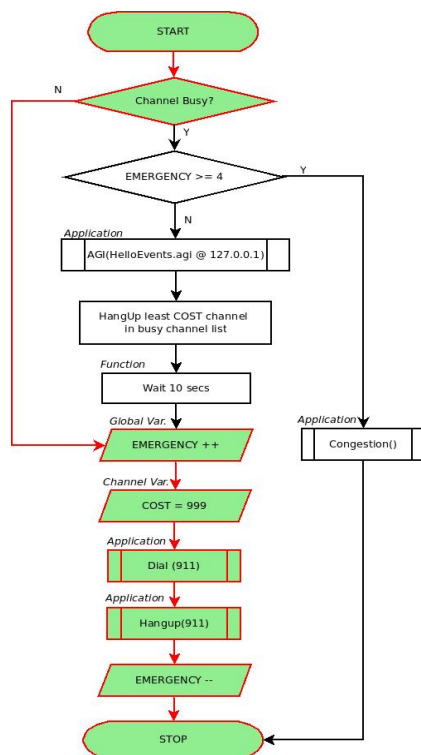 START
N
Channel Busy?
Y
EMERGENCY >= 4
Y
N
Application
AGI(HelloEvents.agi @ 127.0.0.1)
HangUp least COST channel
in busy channel list
Function
Wait 10 secs
Global Var.
EMERGENCY ++
Application
Congestion()
Channel Var.
COST = 999
Application
Dial (911)
Application
Hangup(911)
EMERGENCY --
STOP